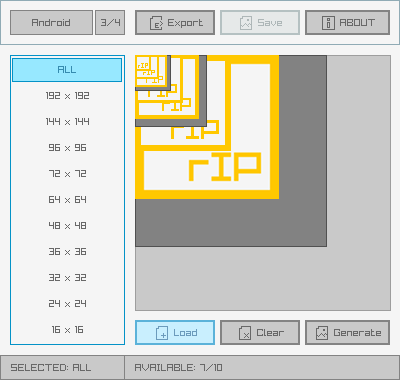 Android 3/4 Export Save ABOUT
ALL
192 x 192
144 x 144
96 x 96
72 x 72
64 x 64
48 x 48
36 x 36
32 x 32
24 x 24
16 x 16
rIP
rIP
rIP
rIP
Load Clear Generate
SELECTED: ALL AVAILABLE: 7/10